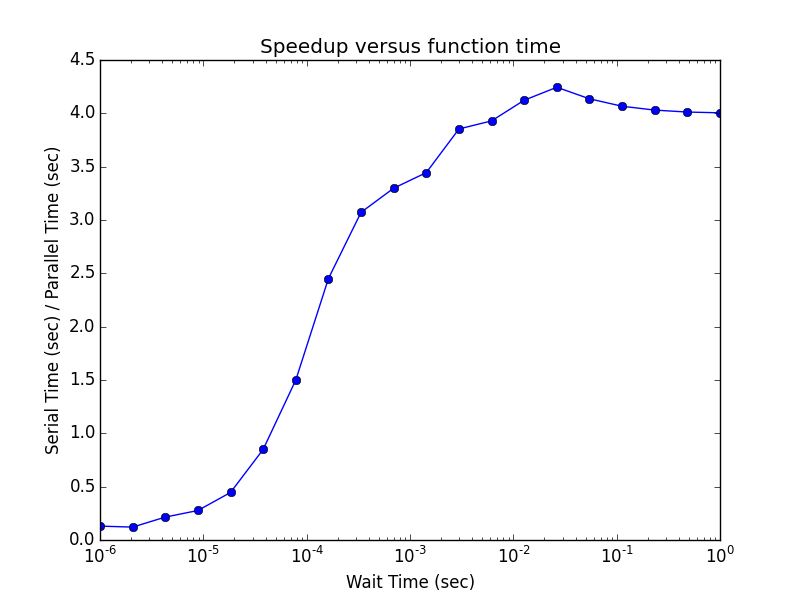 Speedup versus function time
4.5
4.0
3.5
3.0
2.5
2.0
1.5
1.0
0.5
0.0
Serial Time (sec) / Parallel Time (sec)
10^-6 10^-5 10^-4 10^-3 10^-2 10^-1 10^0
Wait Time (sec)